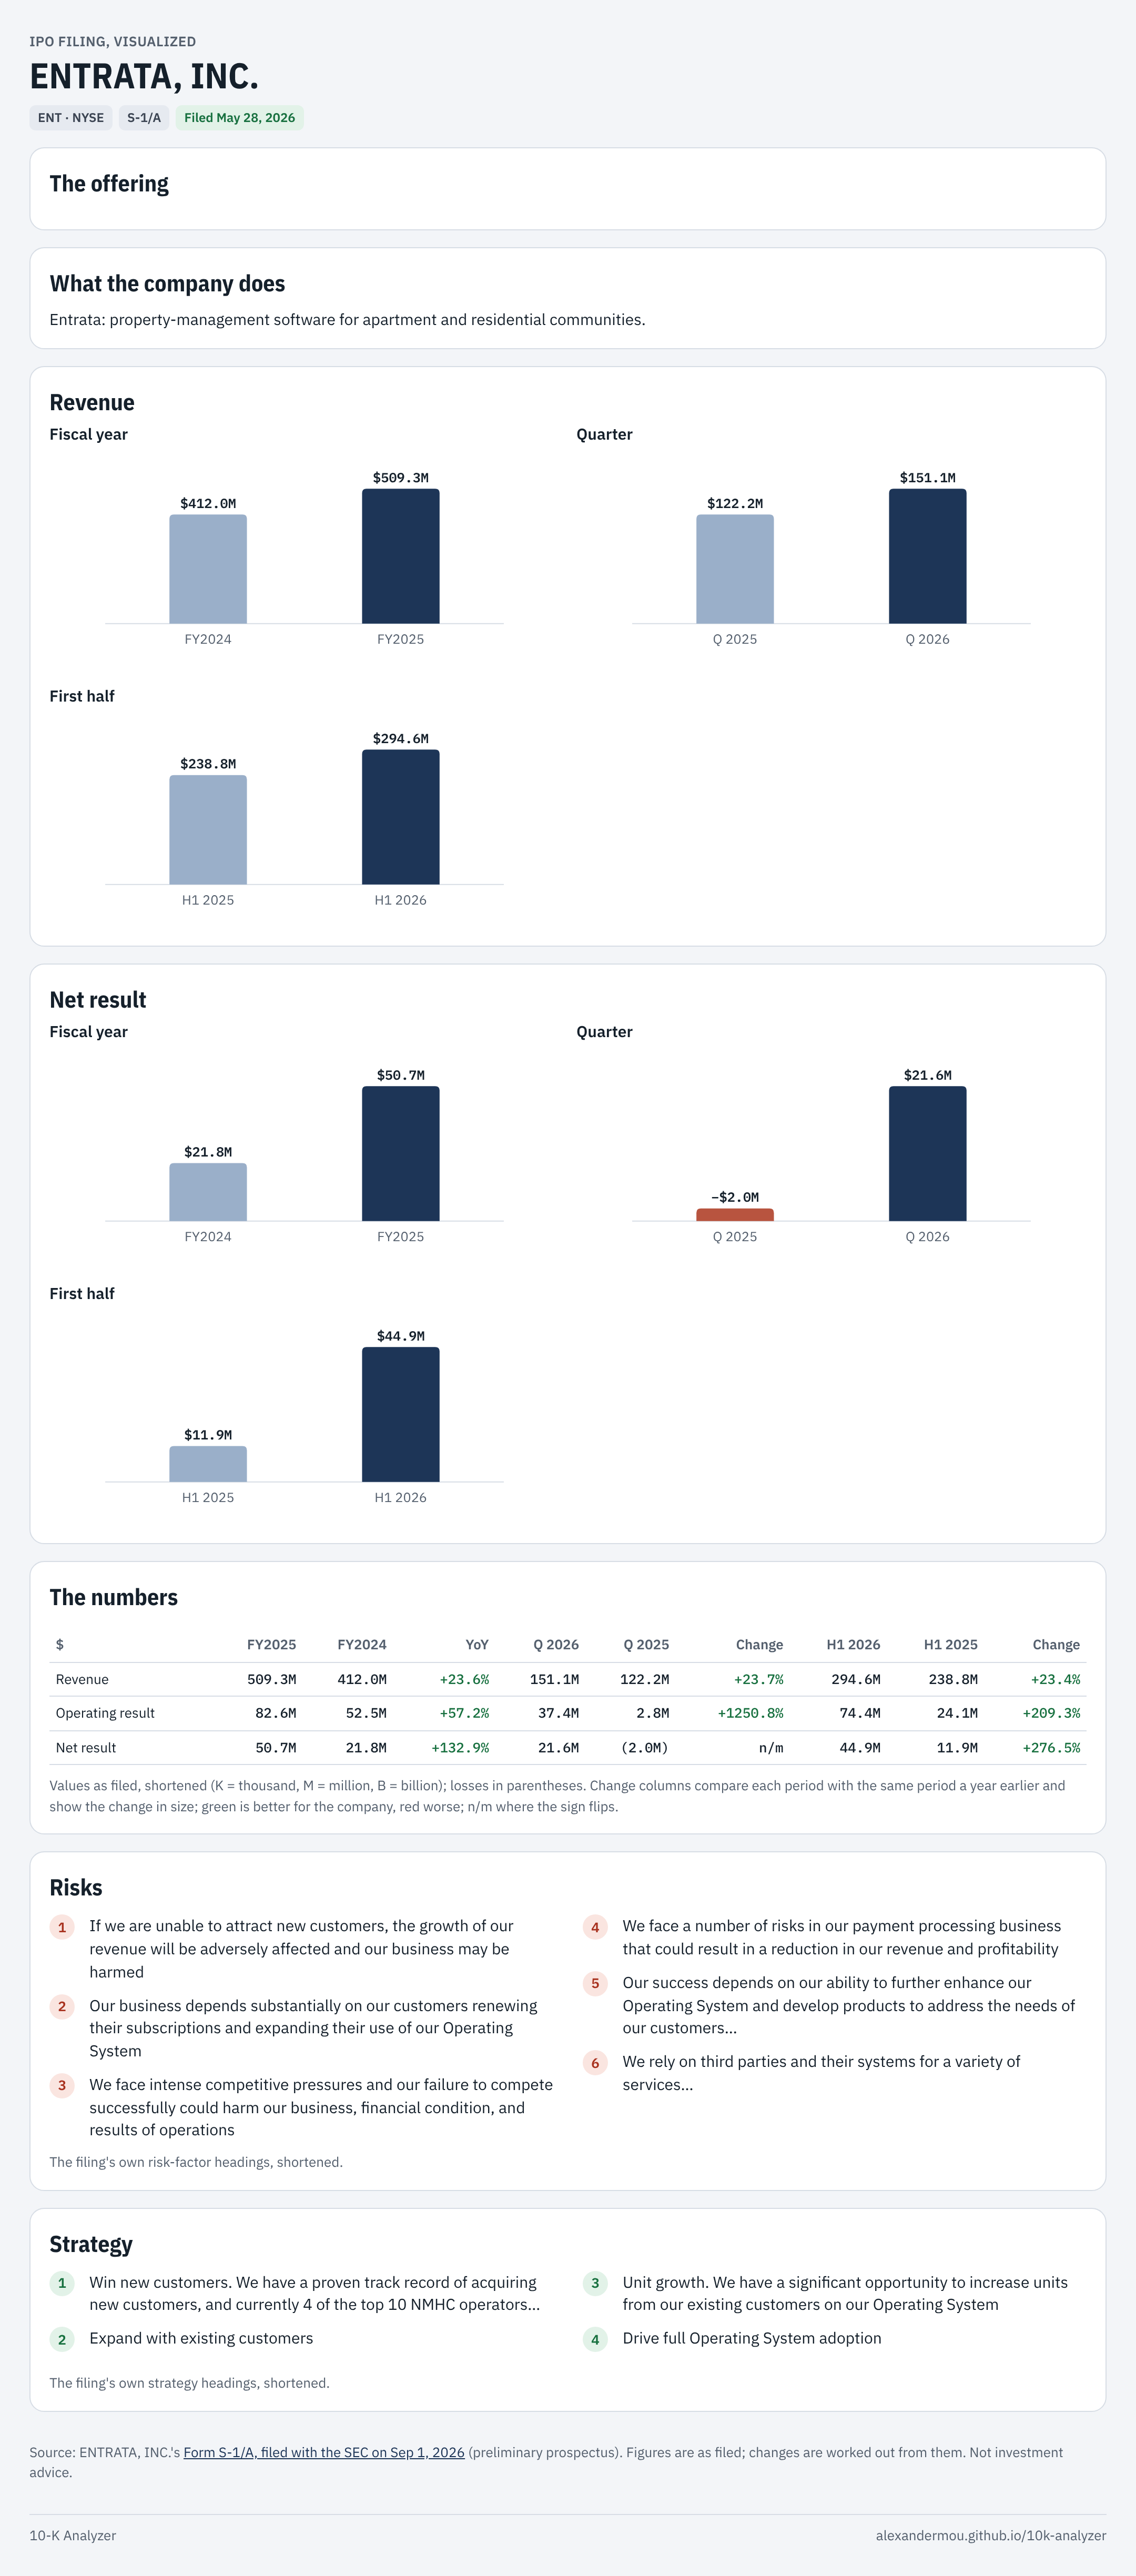 IPO FILING, VISUALIZED
ENTRATA, INC.
ENT · NYSE
S-1/A
Filed May 28, 2026
The offering
What the company does
Entrata: property-management software for apartment and residential communities.
Revenue
Fiscal year
$412.0M
$509.3M
FY2024
FY2025
Quarter
$122.2M
$151.1M
Q 2025
Q 2026
First half
$238.8M
$294.6M
H1 2025
H1 2026
Net result
Fiscal year
$21.8M
$50.7M
FY2024
FY2025
Quarter
−$2.0M
$21.6M
Q 2025
Q 2026
First half
$11.9M
$44.9M
H1 2025
H1 2026
The numbers
$ FY2025 FY2024 YoY Q 2026 Q 2025 Change H1 2026 H1 2025 Change
Revenue 509.3M 412.0M +23.6% 151.1M 122.2M +23.7% 294.6M 238.8M +23.4%
Operating result 82.6M 52.5M +57.2% 37.4M 2.8M +1250.8% 74.4M 24.1M +209.3%
Net result 50.7M 21.8M +132.9% 21.6M (2.0M) n/m 44.9M 11.9M +276.5%
Values as filed, shortened (K = thousand, M = million, B = billion); losses in parentheses. Change columns compare each period with the same period a year earlier and
show the change in size; green is better for the company, red worse; n/m where the sign flips.
Risks
1 If we are unable to attract new customers, the growth of our
revenue will be adversely affected and our business may be
harmed
2 Our business depends substantially on our customers renewing
their subscriptions and expanding their use of our Operating
System
3 We face intense competitive pressures and our failure to compete
successfully could harm our business, financial condition, and
results of operations
4 We face a number of risks in our payment processing business
that could result in a reduction in our revenue and profitability
5 Our success depends on our ability to further enhance our
Operating System and develop products to address the needs of
our customers…
6 We rely on third parties and their systems for a variety of
services…
The filing's own risk-factor headings, shortened.
Strategy
1 Win new customers. We have a proven track record of acquiring
new customers, and currently 4 of the top 10 NMHC operators…
2 Expand with existing customers
3 Unit growth. We have a significant opportunity to increase units
from our existing customers on our Operating System
4 Drive full Operating System adoption
The filing's own strategy headings, shortened.
Source: ENTRATA, INC.'s Form S-1/A, filed with the SEC on Sep 1, 2026 (preliminary prospectus). Figures are as filed; changes are worked out from them. Not investment
advice.
10-K Analyzer
alexandermou.github.io/10k-analyzer